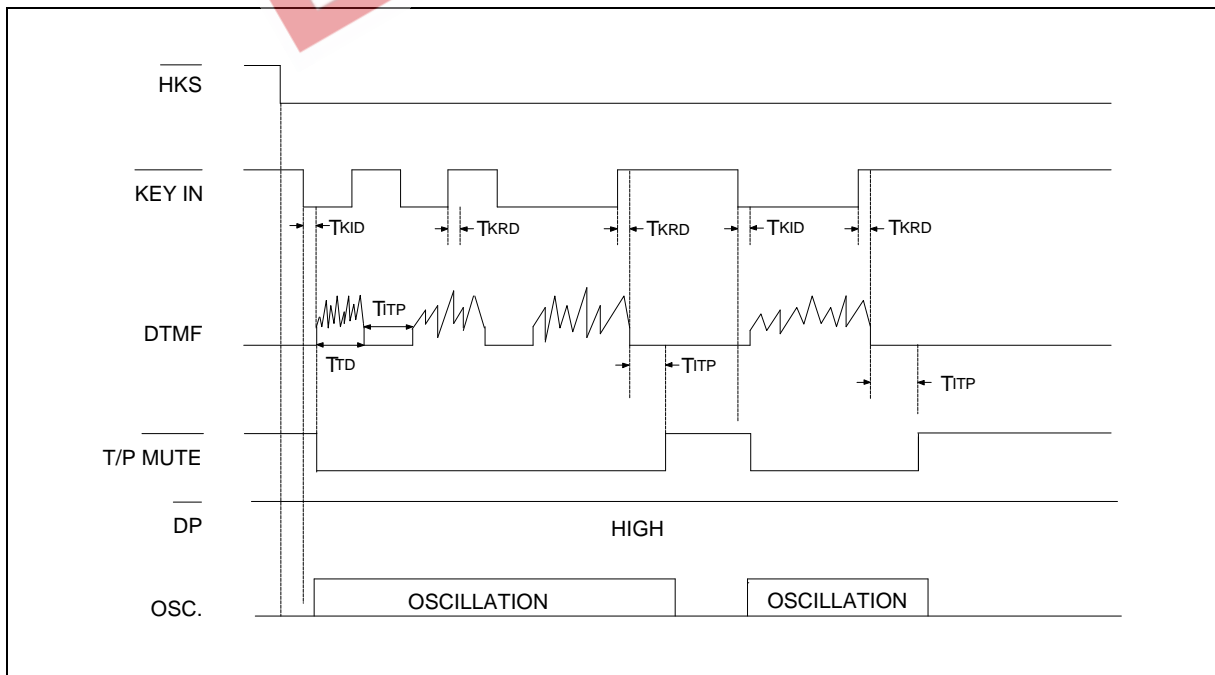 HKS
KEY IN
TKID
TKRD
TKRD
TKID
TKRD
DTMF
TITP
TTD
TITP
TITP
T/P MUTE
DP
HIGH
OSC.
OSCILLATION
OSCILLATION